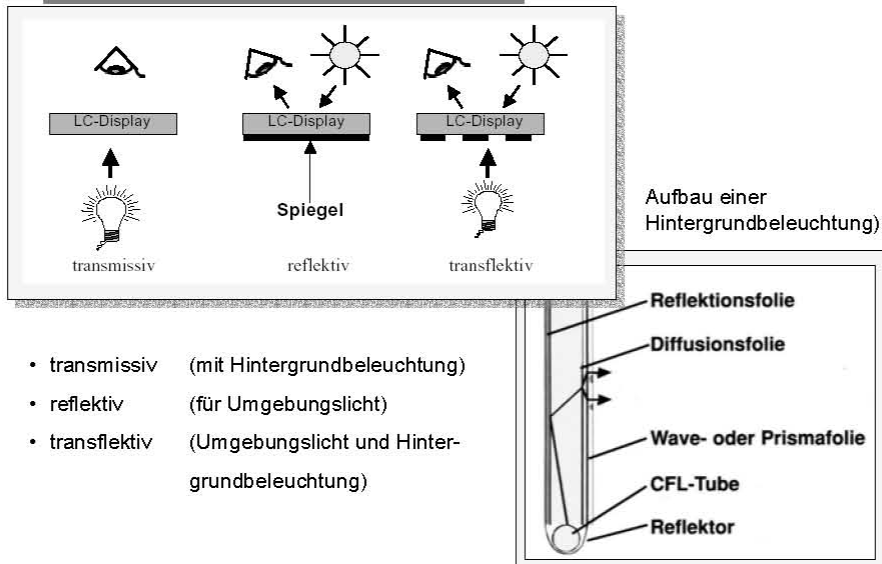 LC-Display
LC-Display
LC-Display
Spiegel
transmissiv
reflektiv
transflektiv
Aufbau einer
Hintergrundbeleuchtung)
Reflektionsfolie
Diffusionsfolie
Wave- oder Prismafolie
CFL-Tube
Reflektor
• transmissiv (mit Hintergrundbeleuchtung)
• reflektiv (für Umgebungslicht)
• transflektiv (Umgebungslicht und Hinter-
grundbeleuchtung)